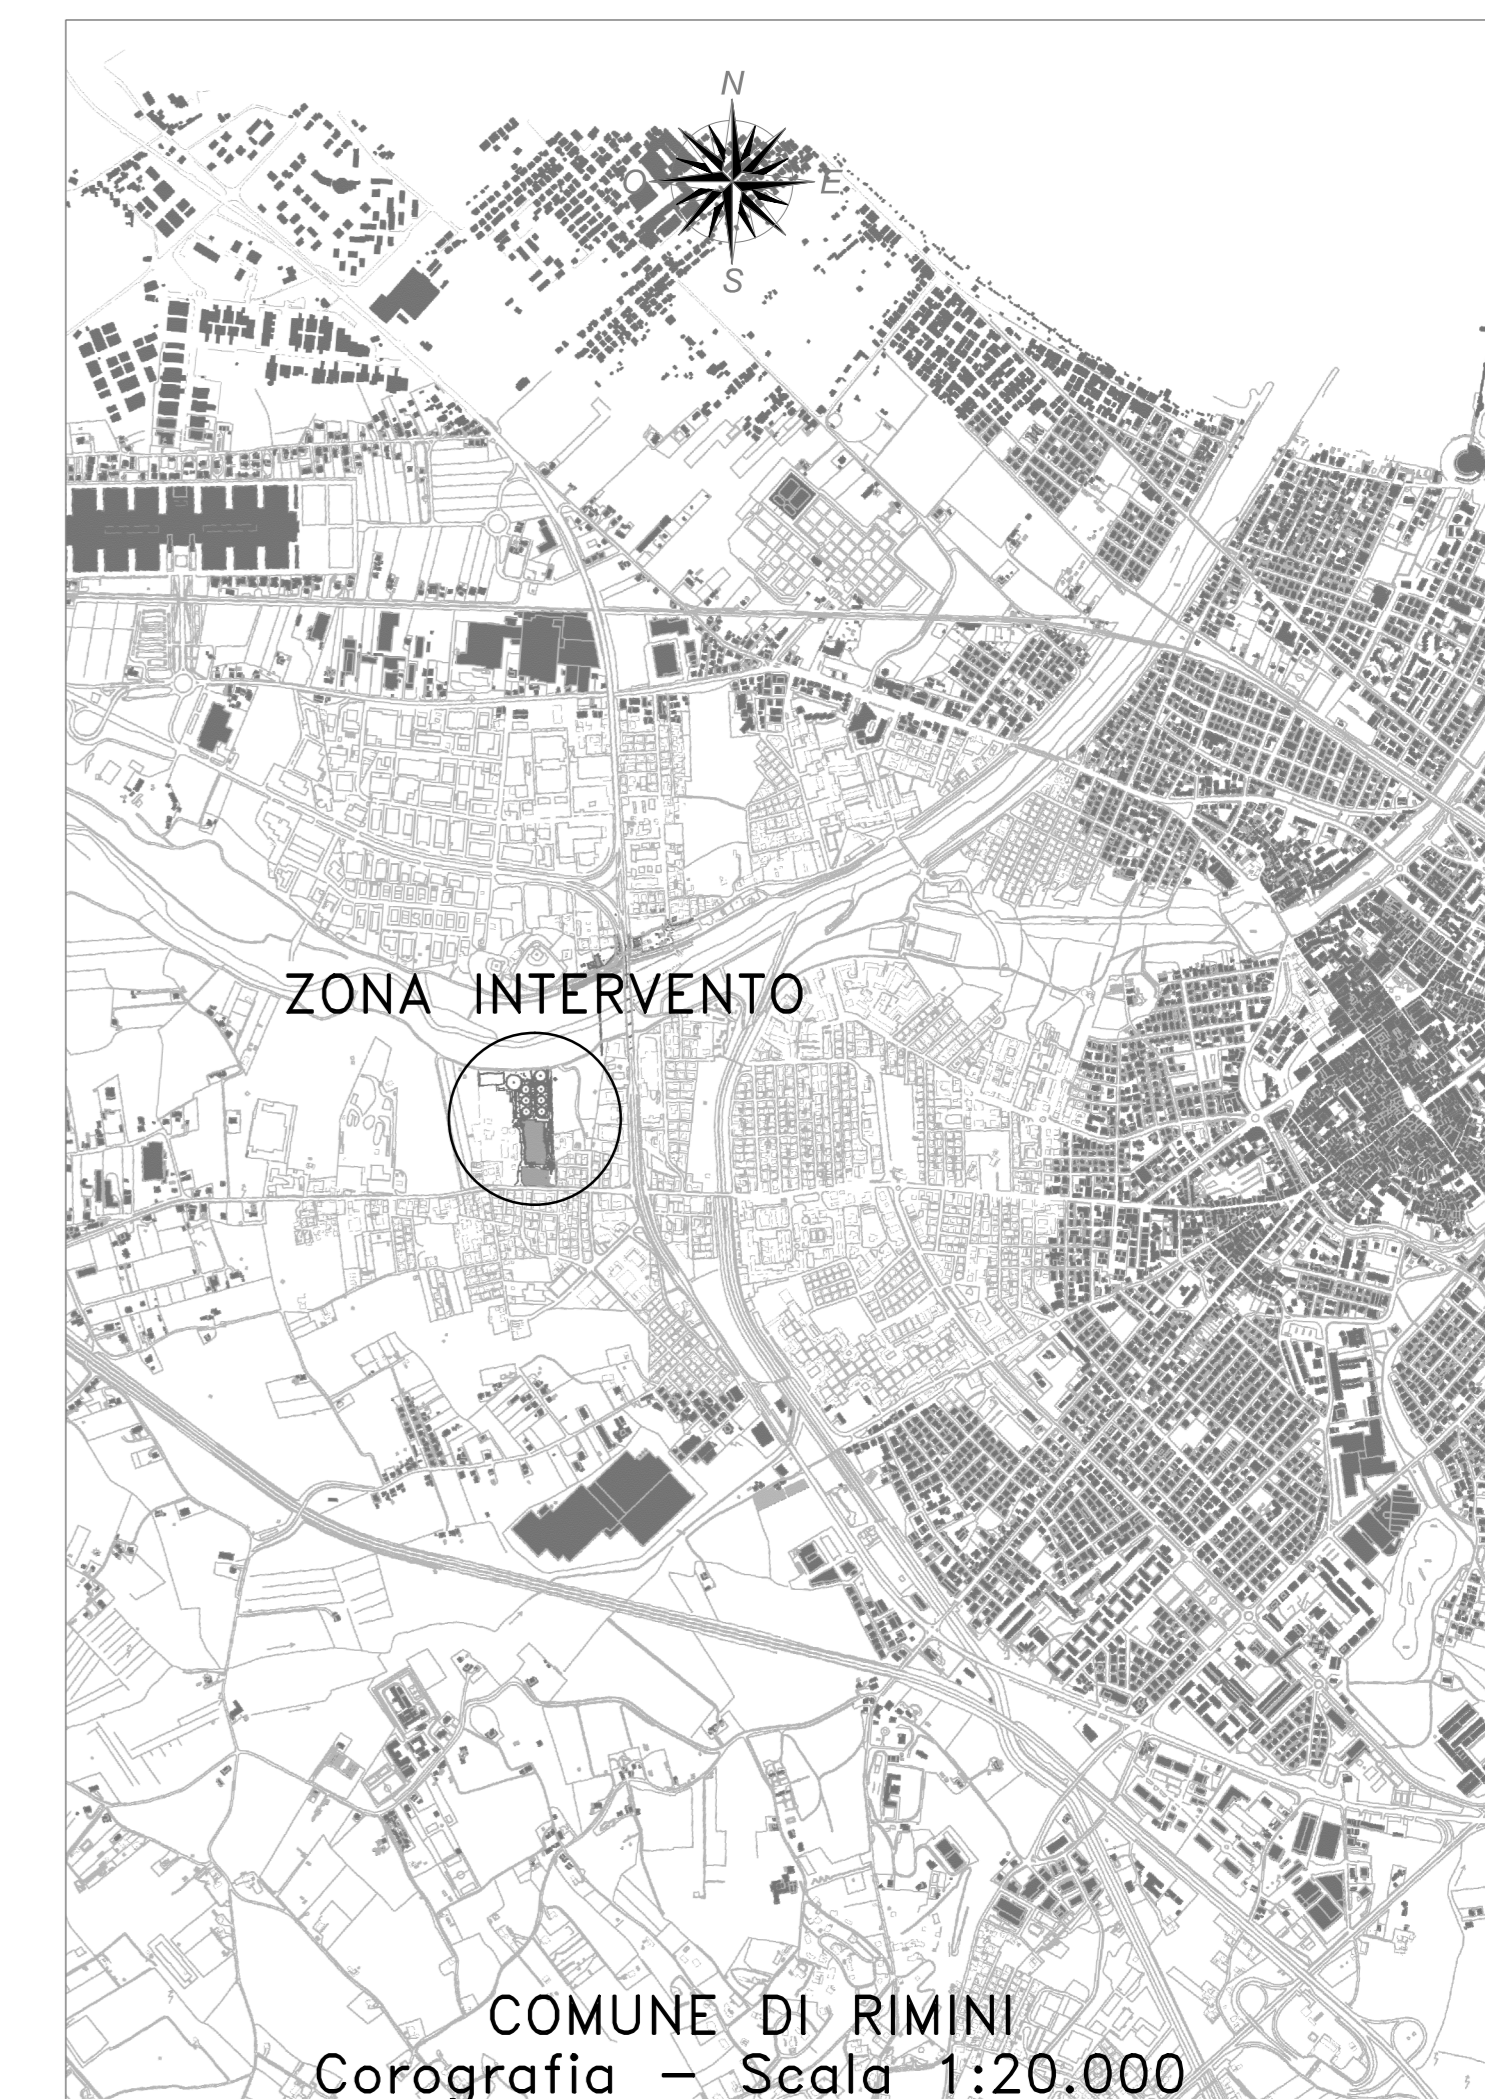 N
O E
S
ZONA INTERVENTO
COMUNE DI RIMINI
Corografia – Scala 1:20.000